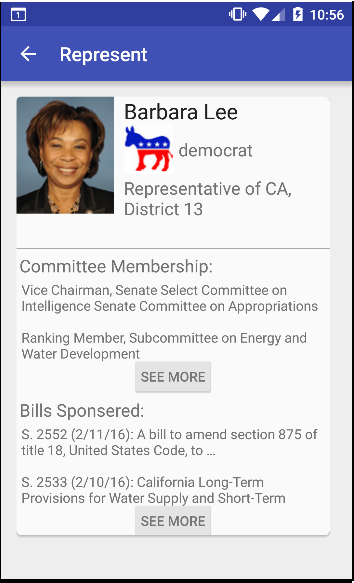 1
10:56
Represent
Barbara Lee
democrat
Representative of CA,
District 13
Committee Membership:
Vice Chairman, Senate Select Committee on
Intelligence Senate Committee on Appropriations
Ranking Member, Subcommittee on Energy and
Water Development
SEE MORE
Bills Sponsered:
S. 2552 (2/11/16): A bill to amend section 875 of
title 18, United States Code, to ...
S. 2533 (2/10/16): California Long-Term
Provisions for Water Supply and Short-Term
SEE MORE